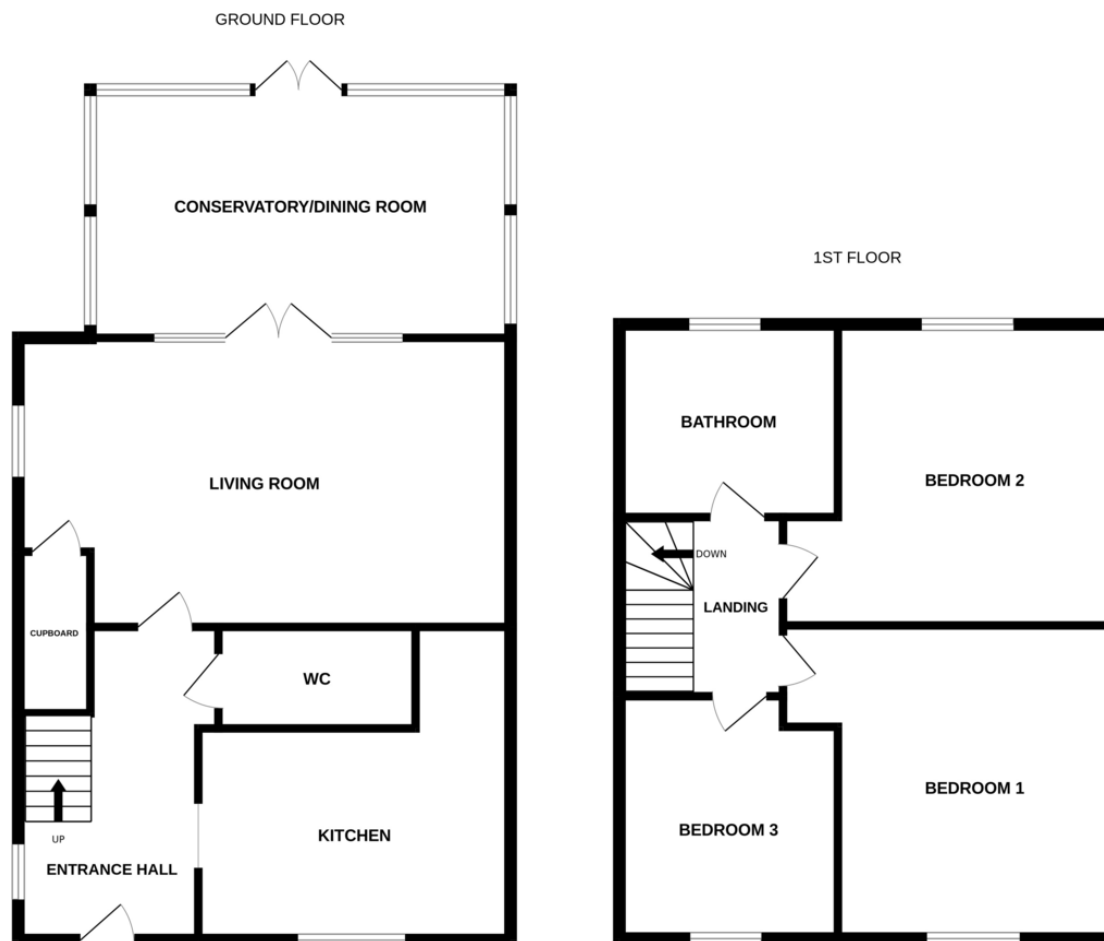 GROUND FLOOR
CONSERVATORY/DINING ROOM
LIVING ROOM
CUPBOARD
WC
UP
KITCHEN
ENTRANCE HALL
1ST FLOOR
BATHROOM
BEDROOM 2
DOWN
LANDING
BEDROOM 1
BEDROOM 3